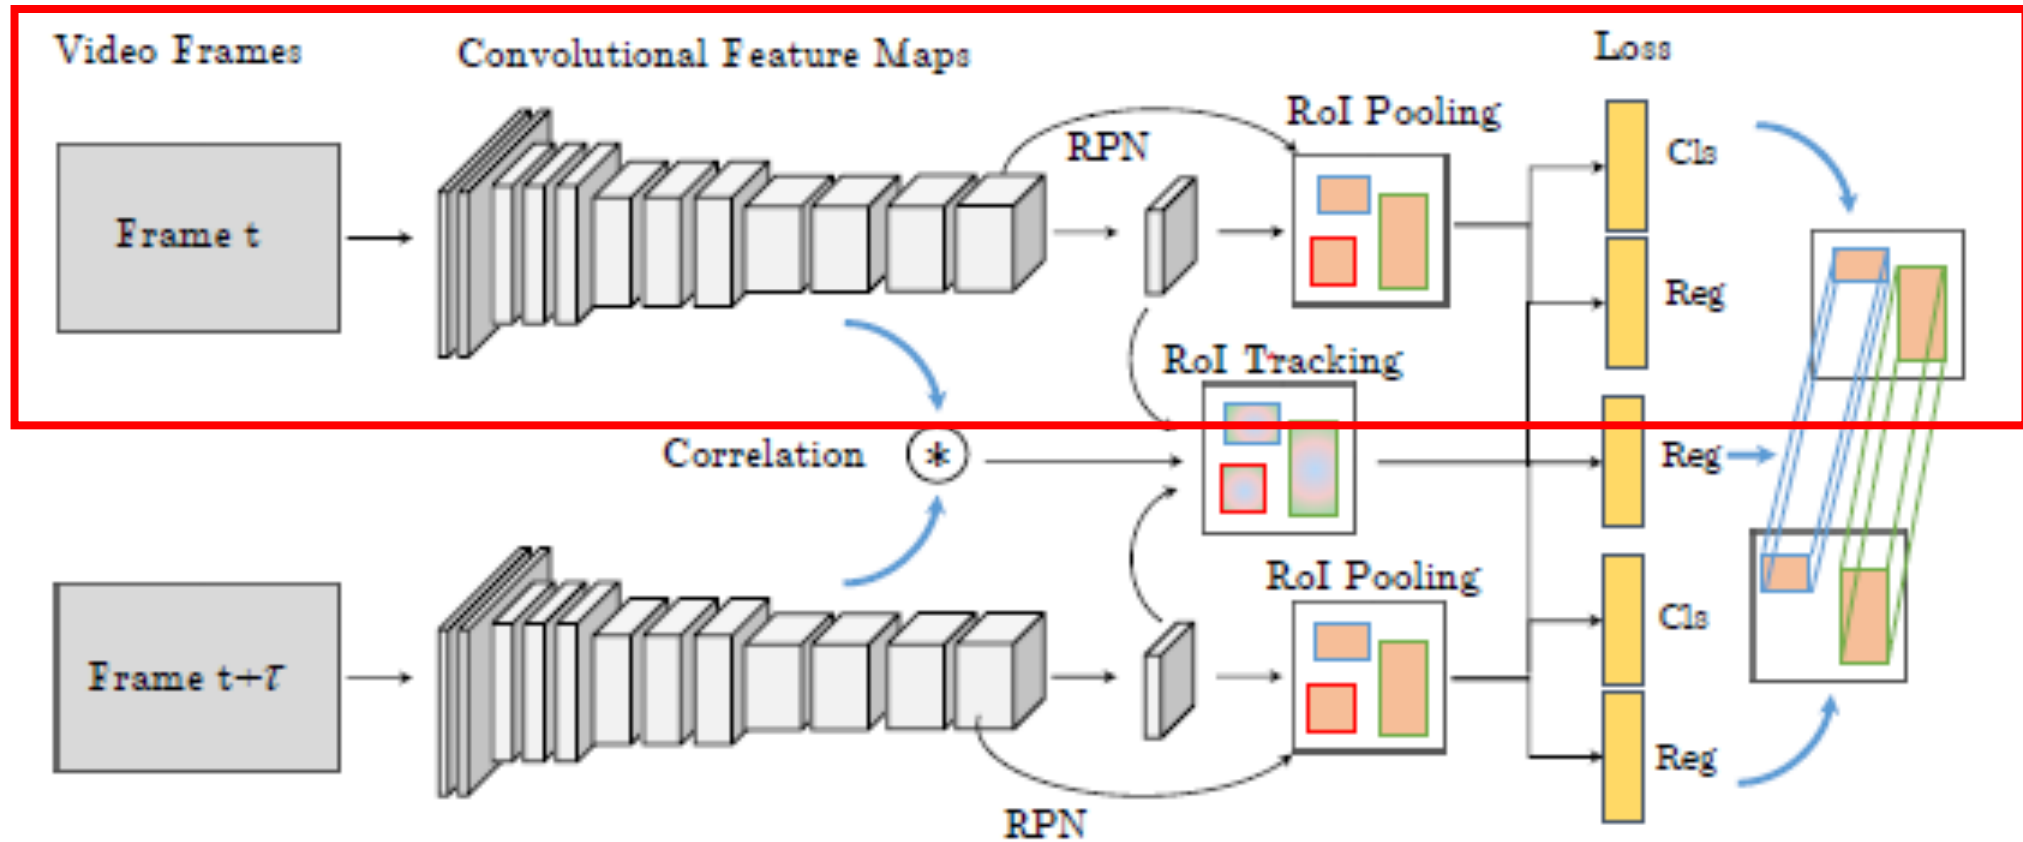 Video Frames
Convolutional Feature Maps
Loss
RoI Pooling
RPN
Cls
Frame t
Reg
RoI Tracking
Correlation
*
Reg
RoI Pooling
Cls
Frame t+τ
Reg
RPN